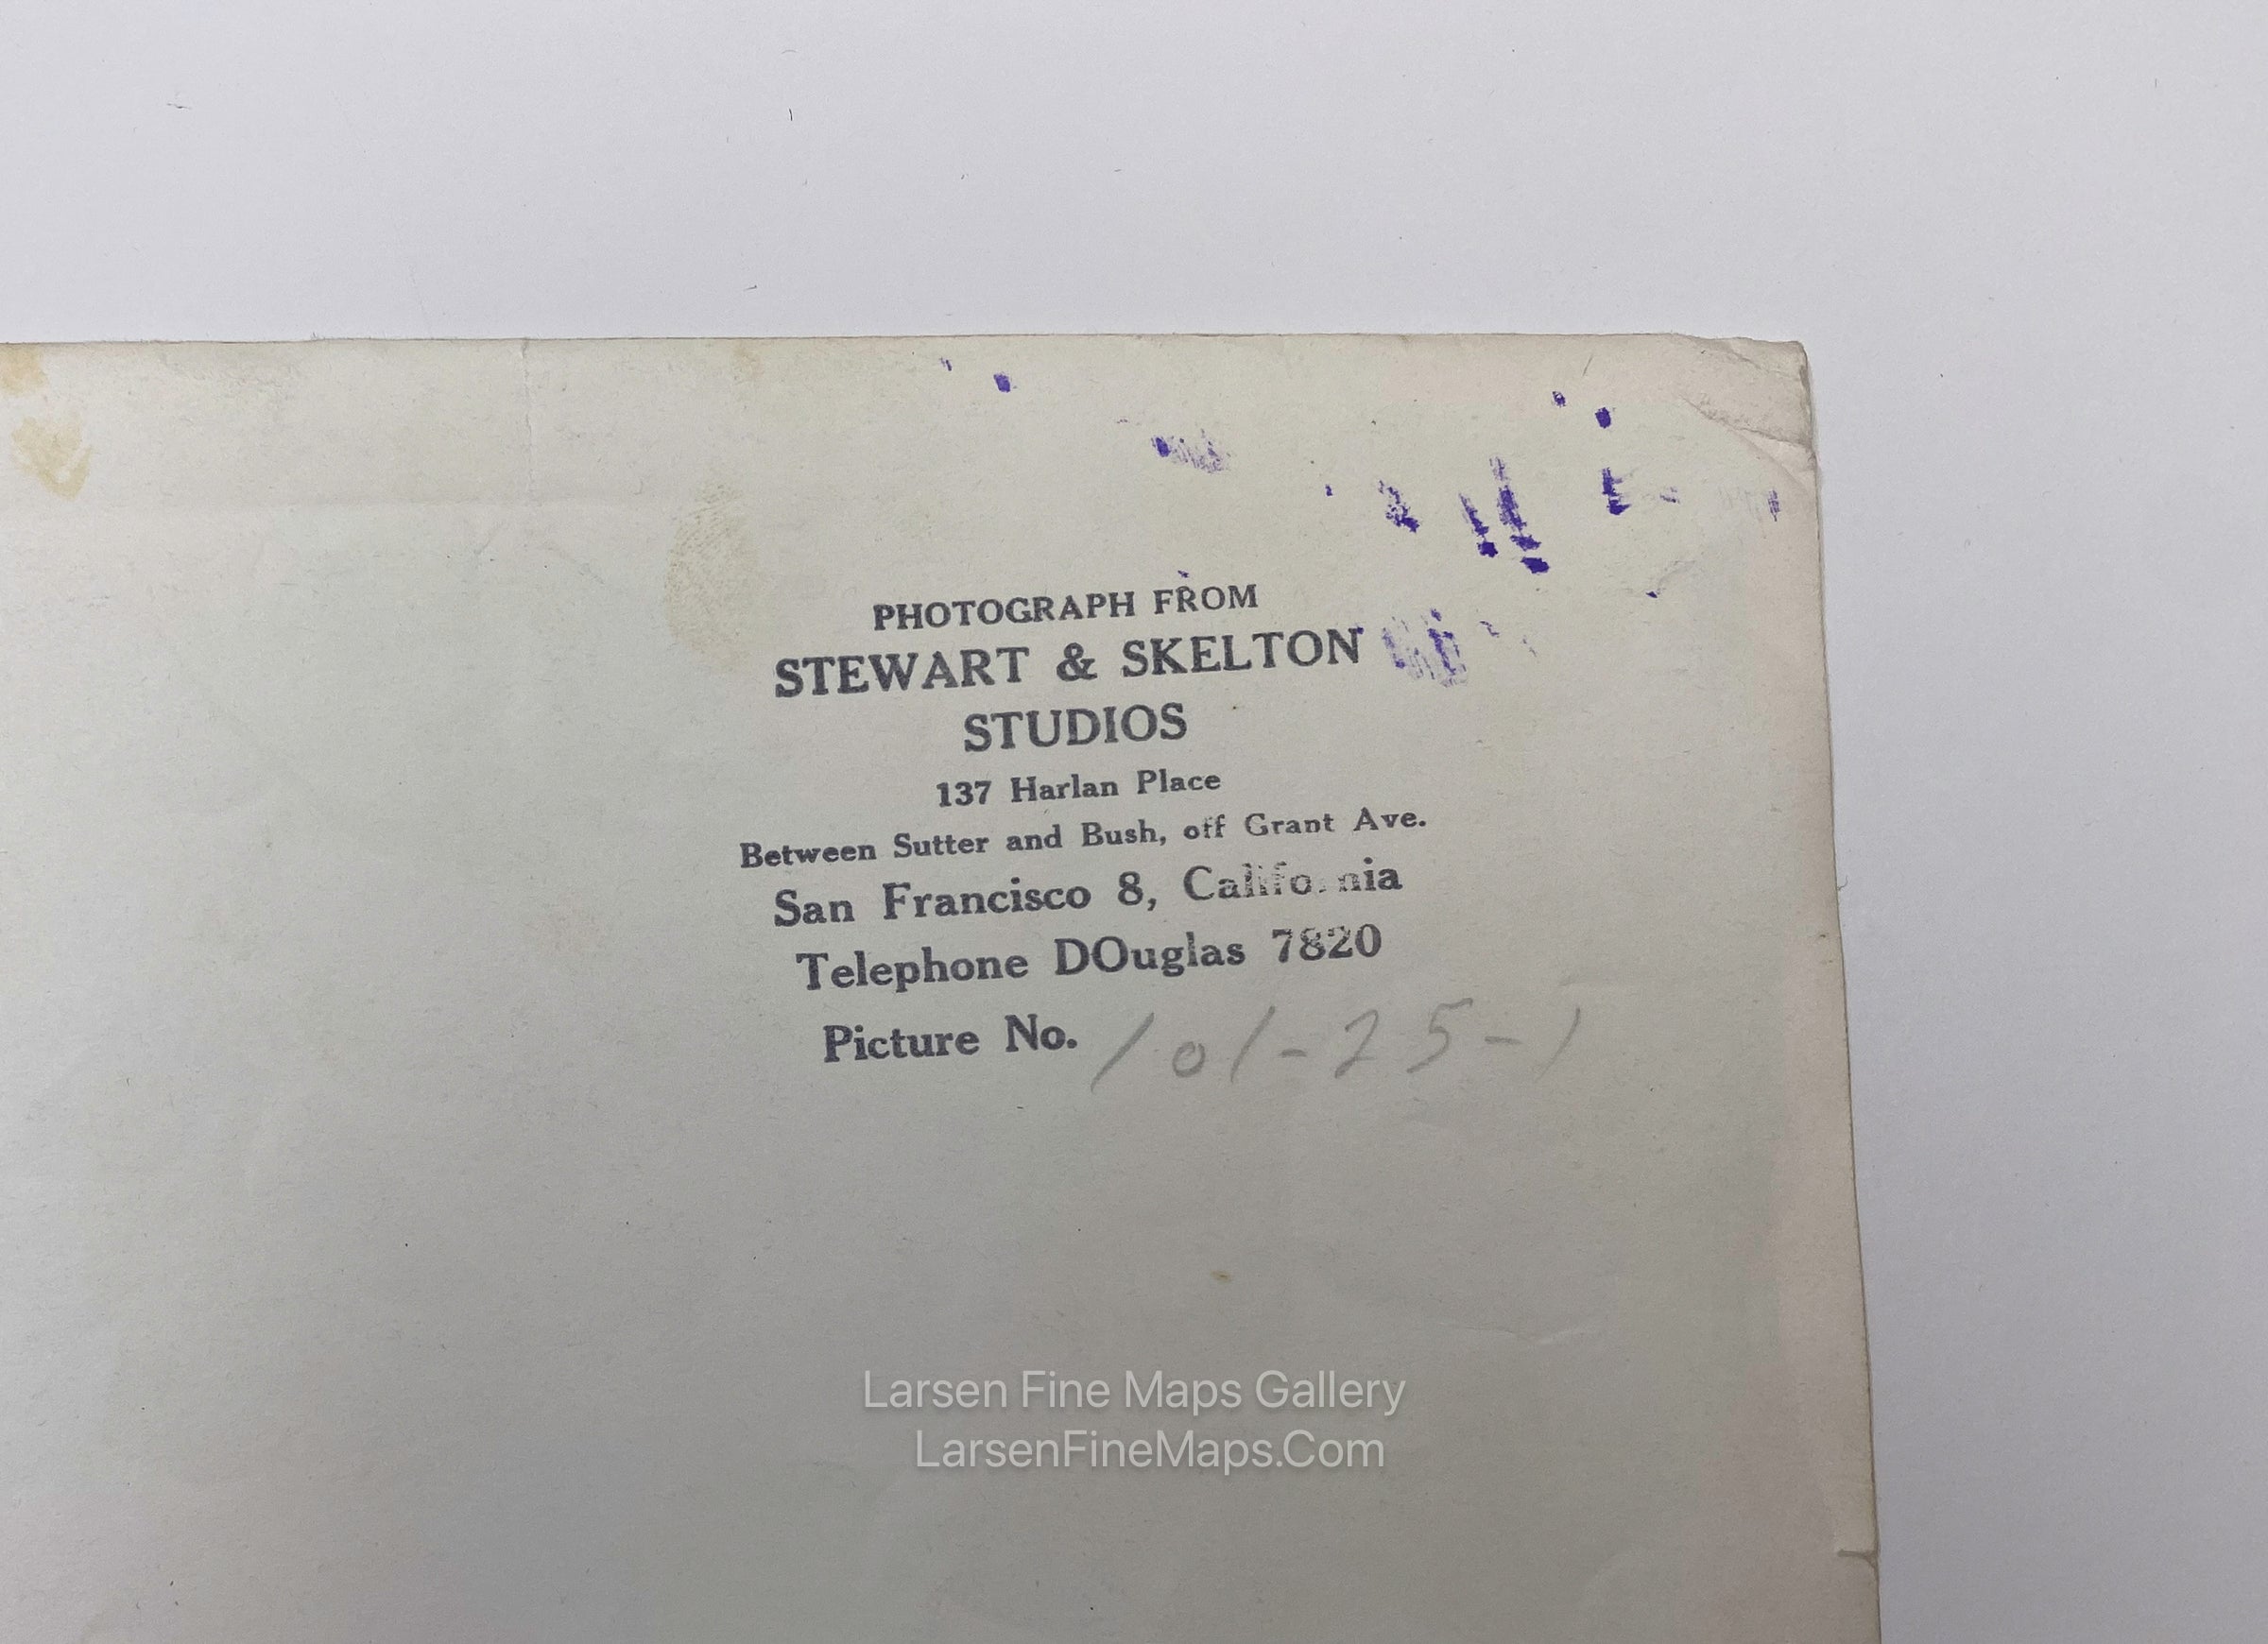 PHOTOGRAPH FROM
STEWART & SKELTON
STUDIOS
137 Harlan Place
Between Sutter and Bush, off Grant Ave.
San Francisco 8, California
Telephone DOuglas 7820
Picture No. 101-25-1
Larsen Fine Maps Gallery
LarsenFineMaps.Com